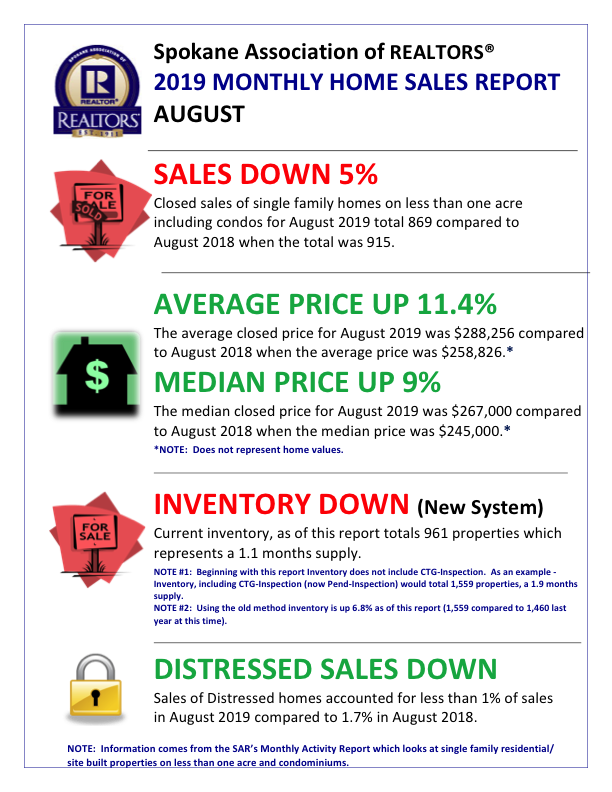 SPOKANE ASSOCIATION OF
R
REALTOR®
REALTORS®
EST. 1911
Spokane Association of REALTORS®
2019 MONTHLY HOME SALES REPORT
AUGUST
FOR
SALE
SOLD
SALES DOWN 5%
Closed sales of single family homes on less than one acre
including condos for August 2019 total 869 compared to
August 2018 when the total was 915.
AVERAGE PRICE UP 11.4%
The average closed price for August 2019 was $288,256 compared
to August 2018 when the average price was $258,826.*
$
MEDIAN PRICE UP 9%
The median closed price for August 2019 was $267,000 compared
to August 2018 when the median price was $245,000.*
*NOTE: Does not represent home values.
FOR
SALE
INVENTORY DOWN (New System)
Current inventory, as of this report totals 961 properties which
represents a 1.1 months supply.
NOTE #1: Beginning with this report Inventory does not include CTG-Inspection. As an example -
Inventory, including CTG-Inspection (now Pend-Inspection) would total 1,559 properties, a 1.9 months
supply.
NOTE #2: Using the old method inventory is up 6.8% as of this report (1,559 compared to 1,460 last
year at this time).
DISTRESSED SALES DOWN
Sales of Distressed homes accounted for less than 1% of sales
in August 2019 compared to 1.7% in August 2018.
NOTE: Information comes from the SAR's Monthly Activity Report which looks at single family residential/
site built properties on less than one acre and condominiums.